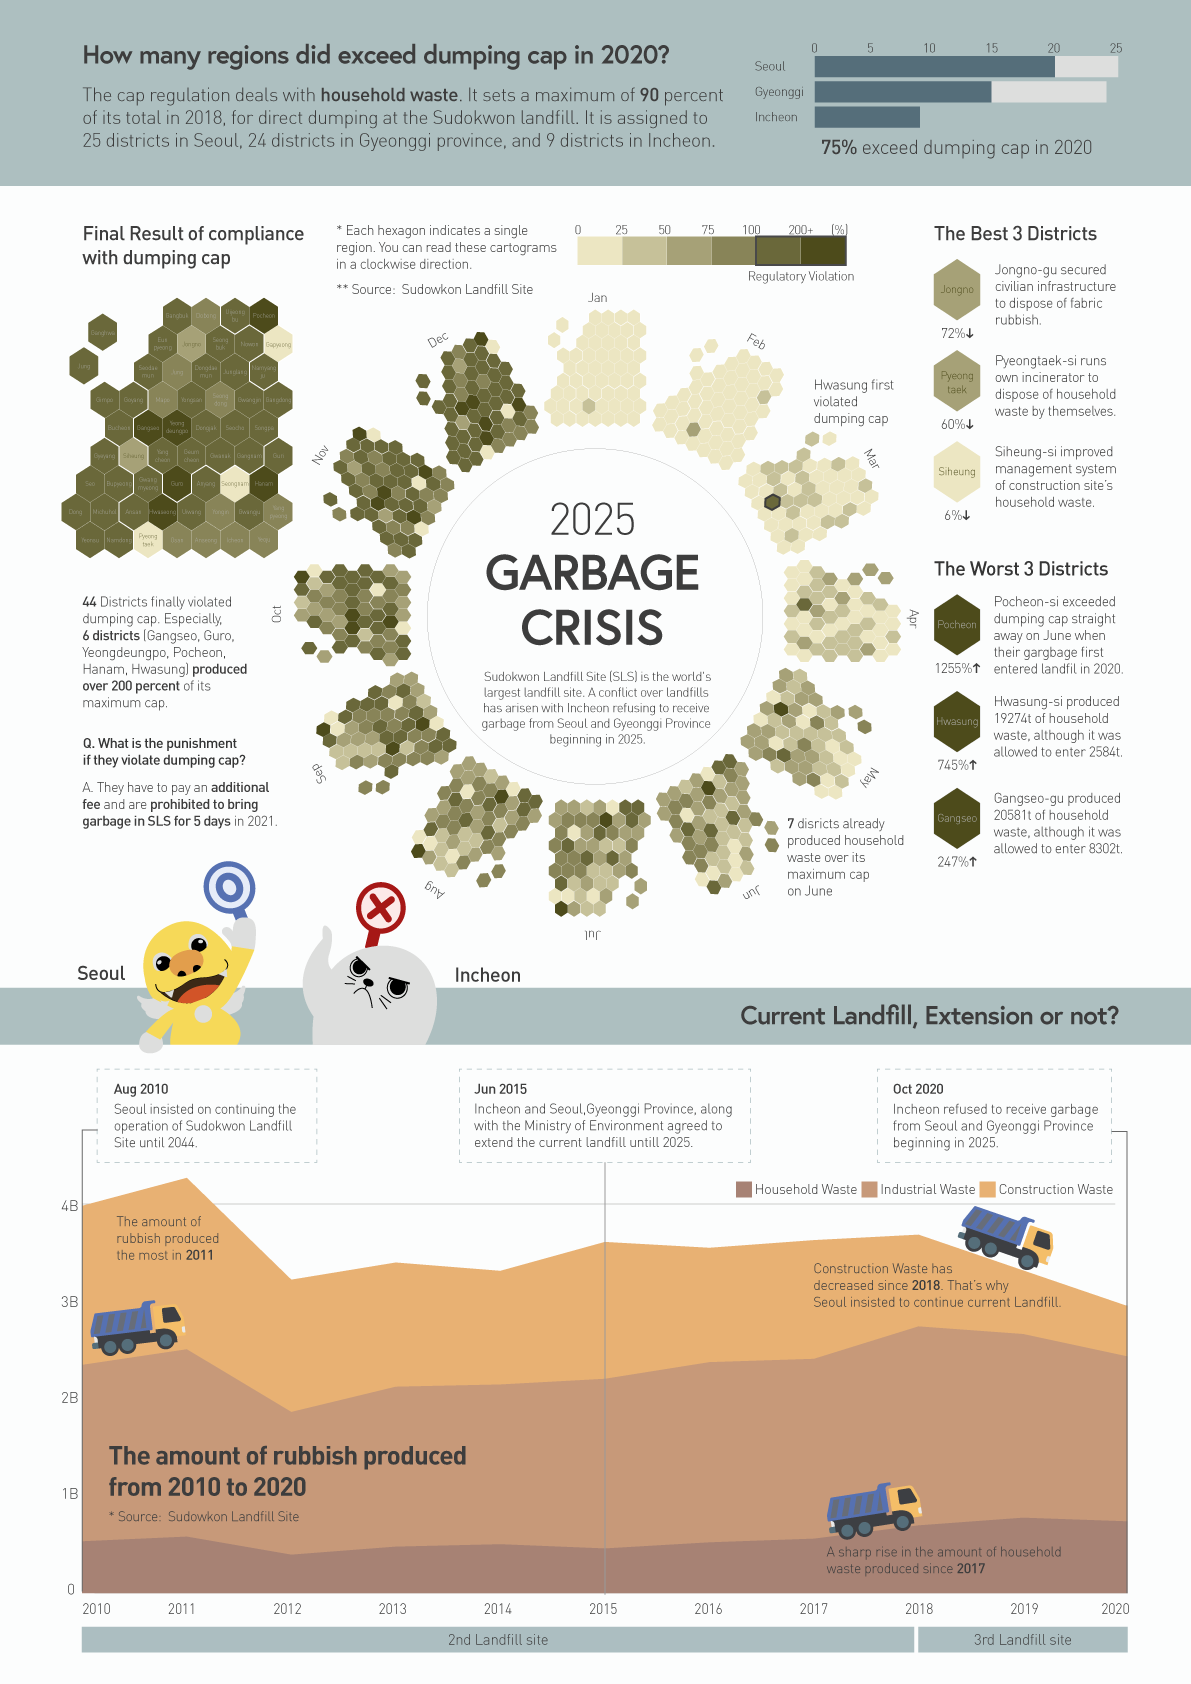 How many regions did exceed dumping cap in 2020?
The cap regulation deals with household waste. It sets a maximum of 90 percent
of its total in 2018, for direct dumping at the Sudokwon landfill. It is assigned to
25 districts in Seoul, 24 districts in Gyeonggi province, and 9 districts in Incheon.
0 5 10 15 20 25
Seoul
Gyeonggi
Incheon
75% exceed dumping cap in 2020
Final Result of compliance
with dumping cap
* Each hexagon indicates a single
region. You can read these cartograms
in a clockwise direction.
** Source: Sudowkon Landfill Site
0 25 50 75 100 200+ (%)
Regulatory Violation
Pocheon
Gapyeong
Jongno
Gangseo
Yeong
deungpo
Siheung
Guro
Seongnam
Hanam
Hwaseong
Pyeong
taek
44 Districts finally violated
dumping cap. Especially,
6 districts (Gangseo, Guro,
Yeongdeungpo, Pocheon,
Hanam, Hwasung) produced
over 200 percent of its
maximum cap.
Q. What is the punishment
if they violate dumping cap?
A. They have to pay an additional
fee and are prohibited to bring
garbage in SLS for 5 days in 2021.
Jan
Feb
Mar
Apr
May
Jun
Jul
Aug
Sep
Oct
Nov
Dec
Hwasung first
violated
dumping cap
2025
GARBAGE
CRISIS
Sudokwon Landfill Site (SLS) is the world's
largest landfill site. A conflict over landfills
has arisen with Incheon refusing to receive
garbage from Seoul and Gyeonggi Province
beginning in 2025.
7 disricts already
produced household
waste over its
maximum cap
on June
The Best 3 Districts
Jongno
72%↓
Jongno-gu secured
civilian infrastructure
to dispose of fabric
rubbish.
Pyeong
taek
60%↓
Pyeongtaek-si runs
own incinerator to
dispose of household
waste by themselves.
Siheung
6%↓
Siheung-si improved
management system
of construction site's
household waste.
The Worst 3 Districts
Pocheon
1255%↑
Pocheon-si exceeded
dumping cap straight
away on June when
their gargbage first
entered landfil in 2020.
Hwasung
745%↑
Hwasung-si produced
19274t of household
waste, although it was
allowed to enter 2584t.
Gangseo
247%↑
Gangseo-gu produced
20581t of household
waste, although it was
allowed to enter 8302t.
Seoul
Incheon
Current Landfill, Extension or not?
Aug 2010
Seoul insisted on continuing the
operation of Sudokwon Landfill
Site until 2044.
Jun 2015
Incheon and Seoul,Gyeonggi Province, along
with the Ministry of Environment agreed to
extend the current landfill untill 2025.
Oct 2020
Incheon refused to receive garbage
from Seoul and Gyeonggi Province
beginning in 2025.
Household Waste Industrial Waste Construction Waste
4B
3B
2B
1B
0
The amount of
rubbish produced
the most in 2011
Construction Waste has
decreased since 2018. That's why
Seoul insisted to continue current Landfill.
The amount of rubbish produced
from 2010 to 2020
* Source: Sudowkon Landfill Site
A sharp rise in the amount of household
waste produced since 2017
2010 2011 2012 2013 2014 2015 2016 2017 2018 2019 2020
2nd Landfill site
3rd Landfill site